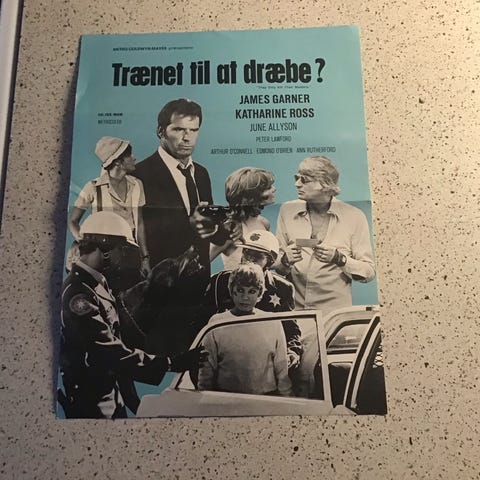 METRO-GOLDWYN-MAYER præsenterer
Trænet til at dræbe?
"They Only Kill Their Masters"
JAMES GARNER
KATHARINE ROSS
JUNE ALLYSON
PETER LAWFORD
ARTHUR O'CONNELL · EDMOND O'BRIEN · ANN RUTHERFORD
METROCOLOR